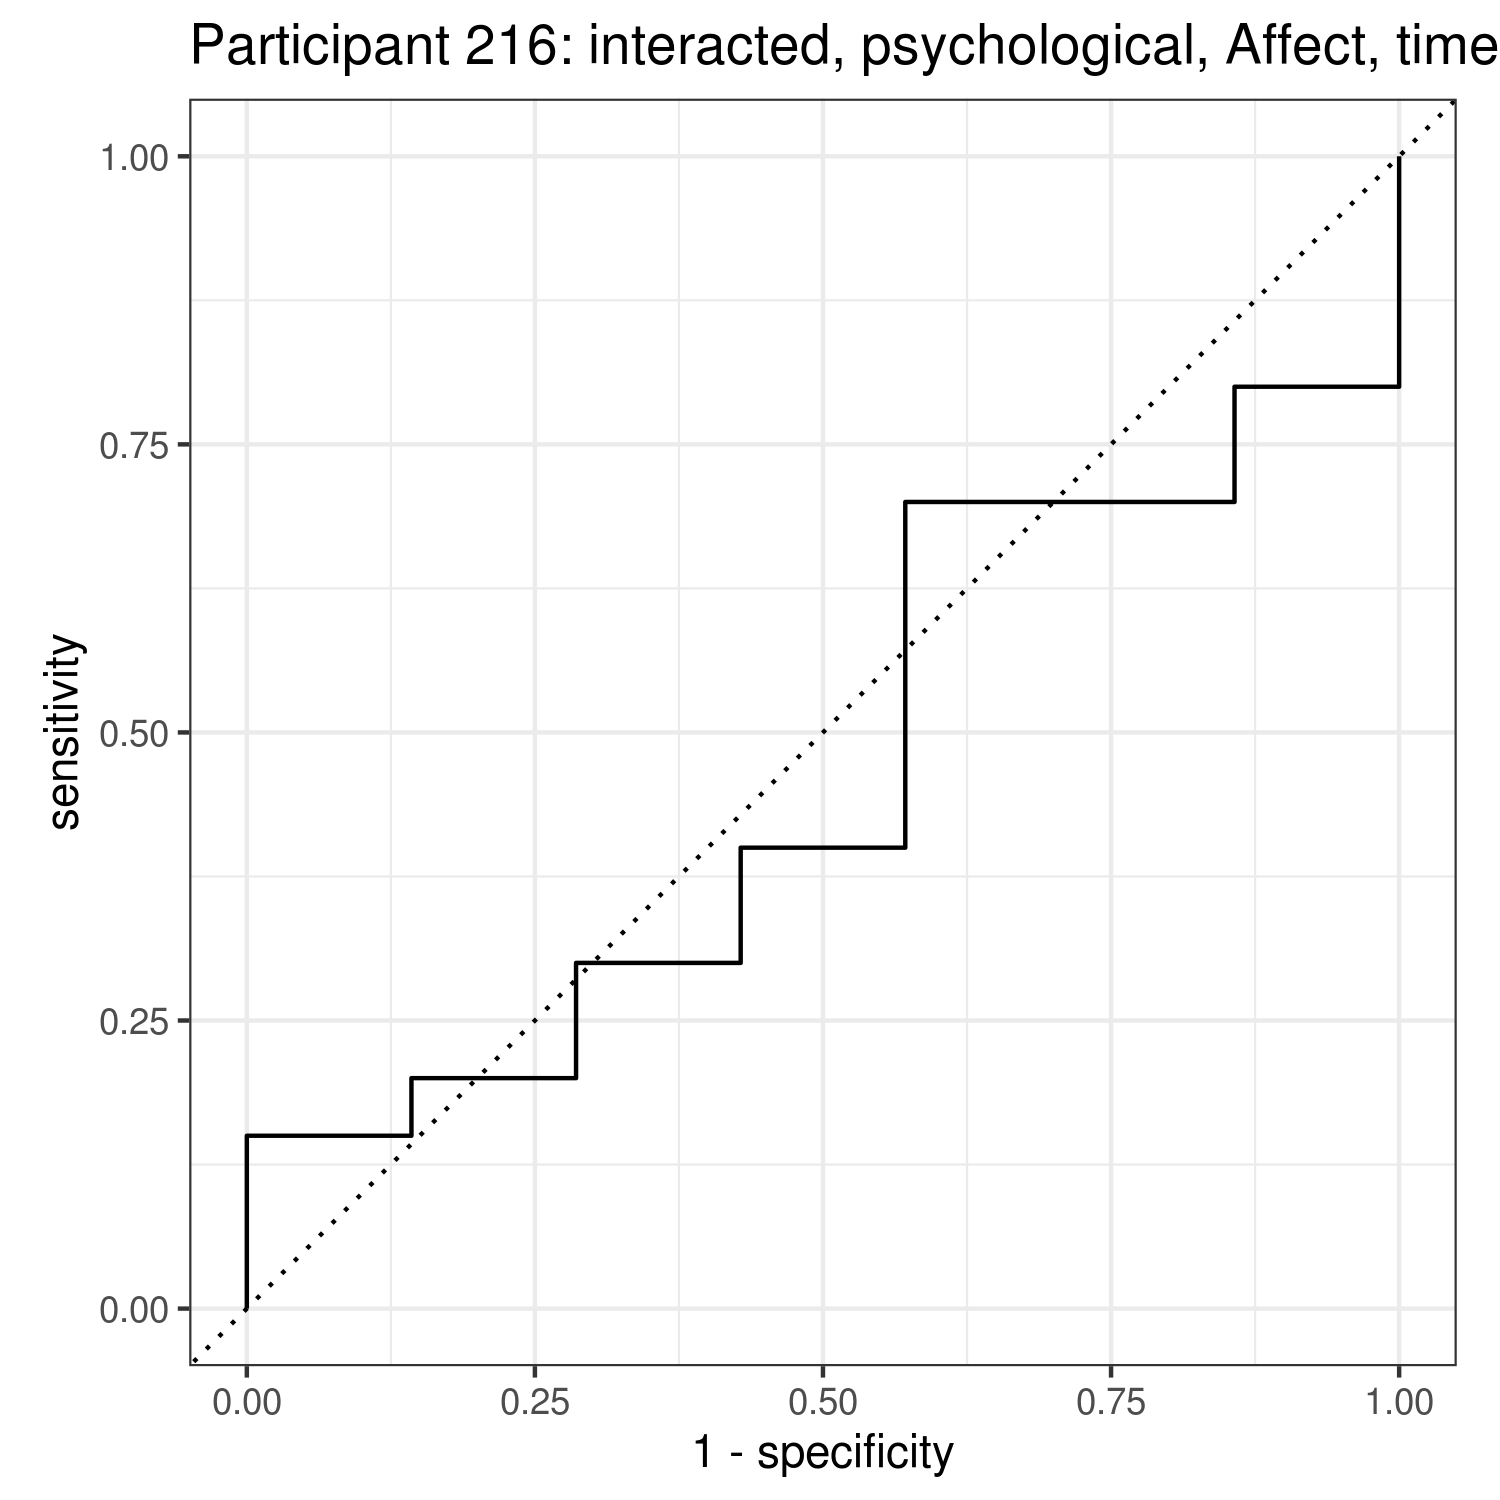 Participant 216: interacted, psychological, Affect, time
1.00
0.75
0.50
0.25
0.00
sensitivity
0.00 0.25 0.50 0.75 1.00
1 - specificity